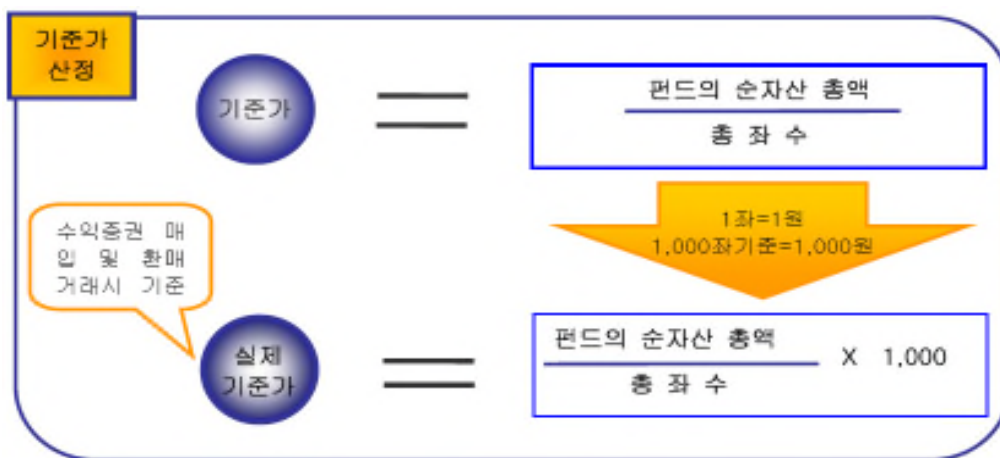 기준가
산정
기준가
펀드의 순자산 총액
총 좌 수
1좌=1원
1,000좌기준=1,000원
수익증권 매
입 및 환매
거래시 기준
실제
기준가
펀드의 순자산 총액
총 좌 수
X 1,000